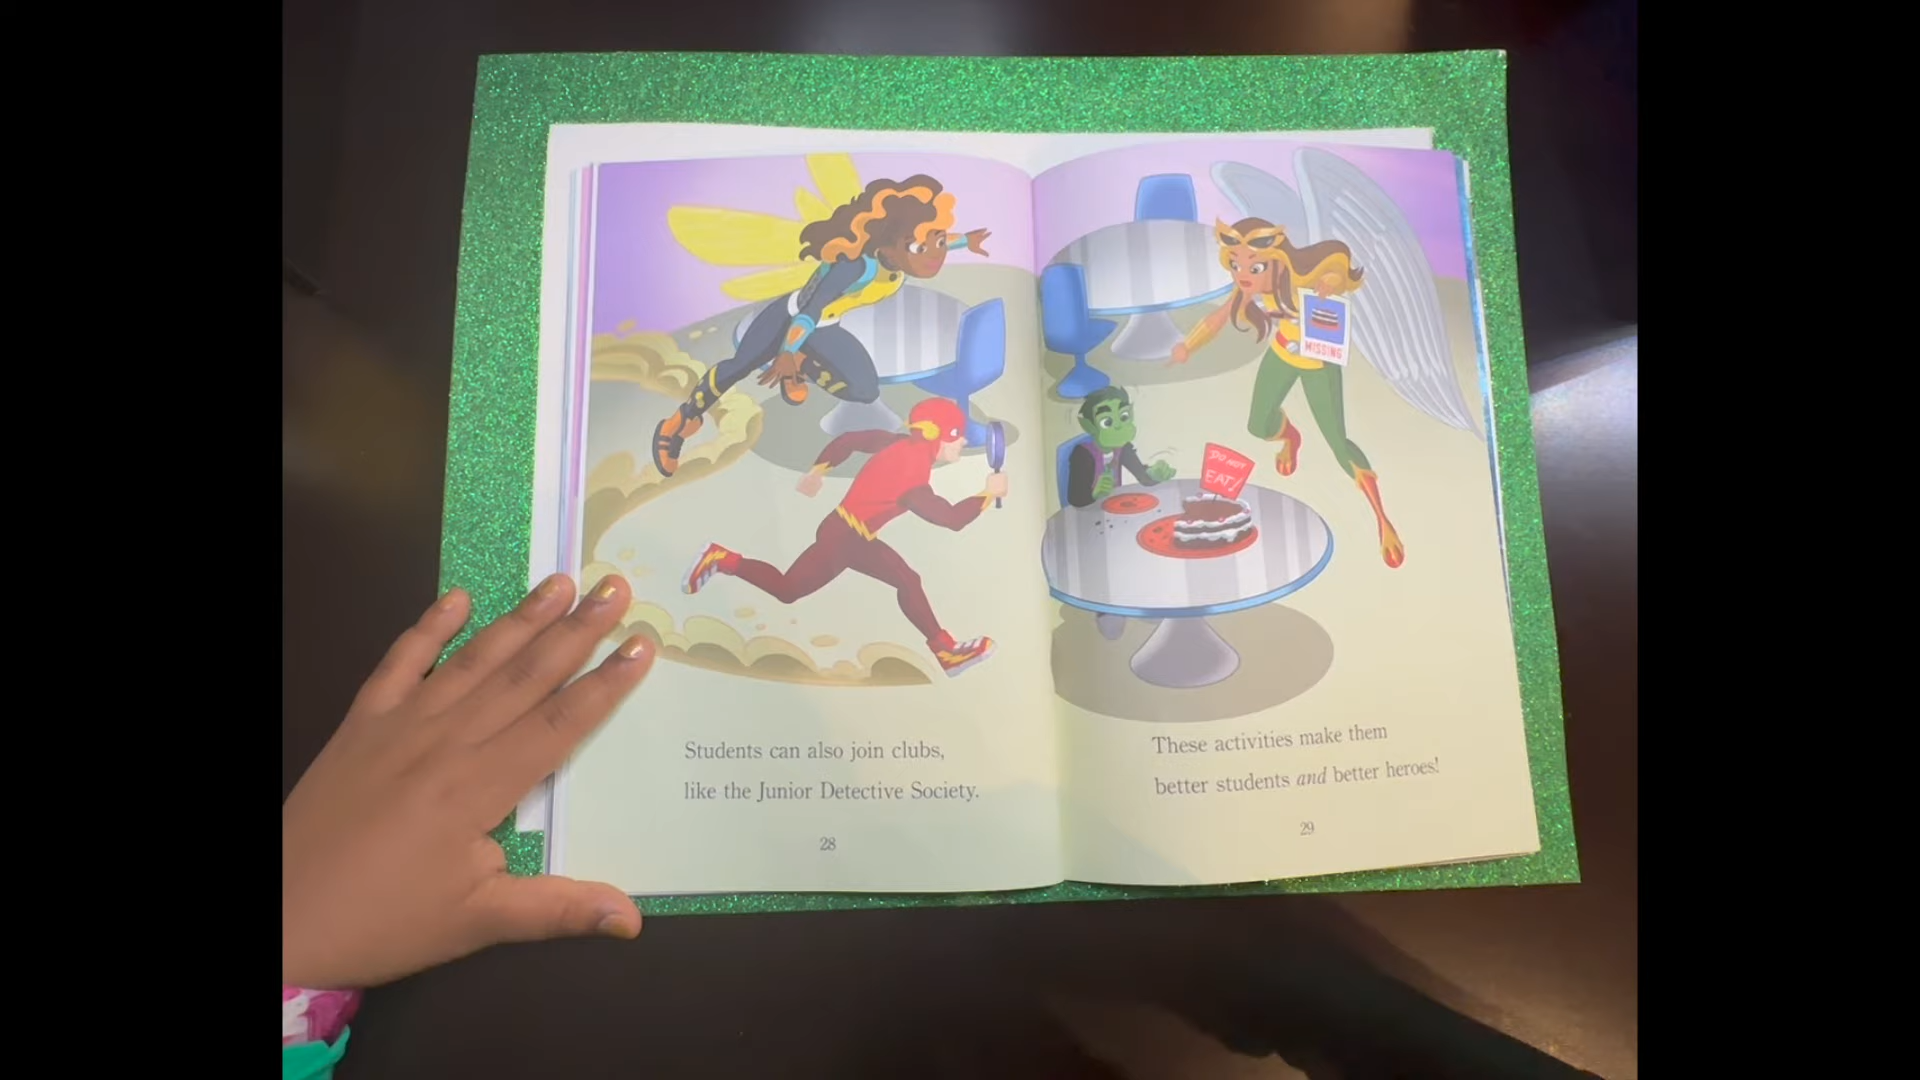 Students can also join clubs,
like the Junior Detective Society.
28
MISSING
DO NOT
EAT!
These activities make them
better students and better heroes!
29